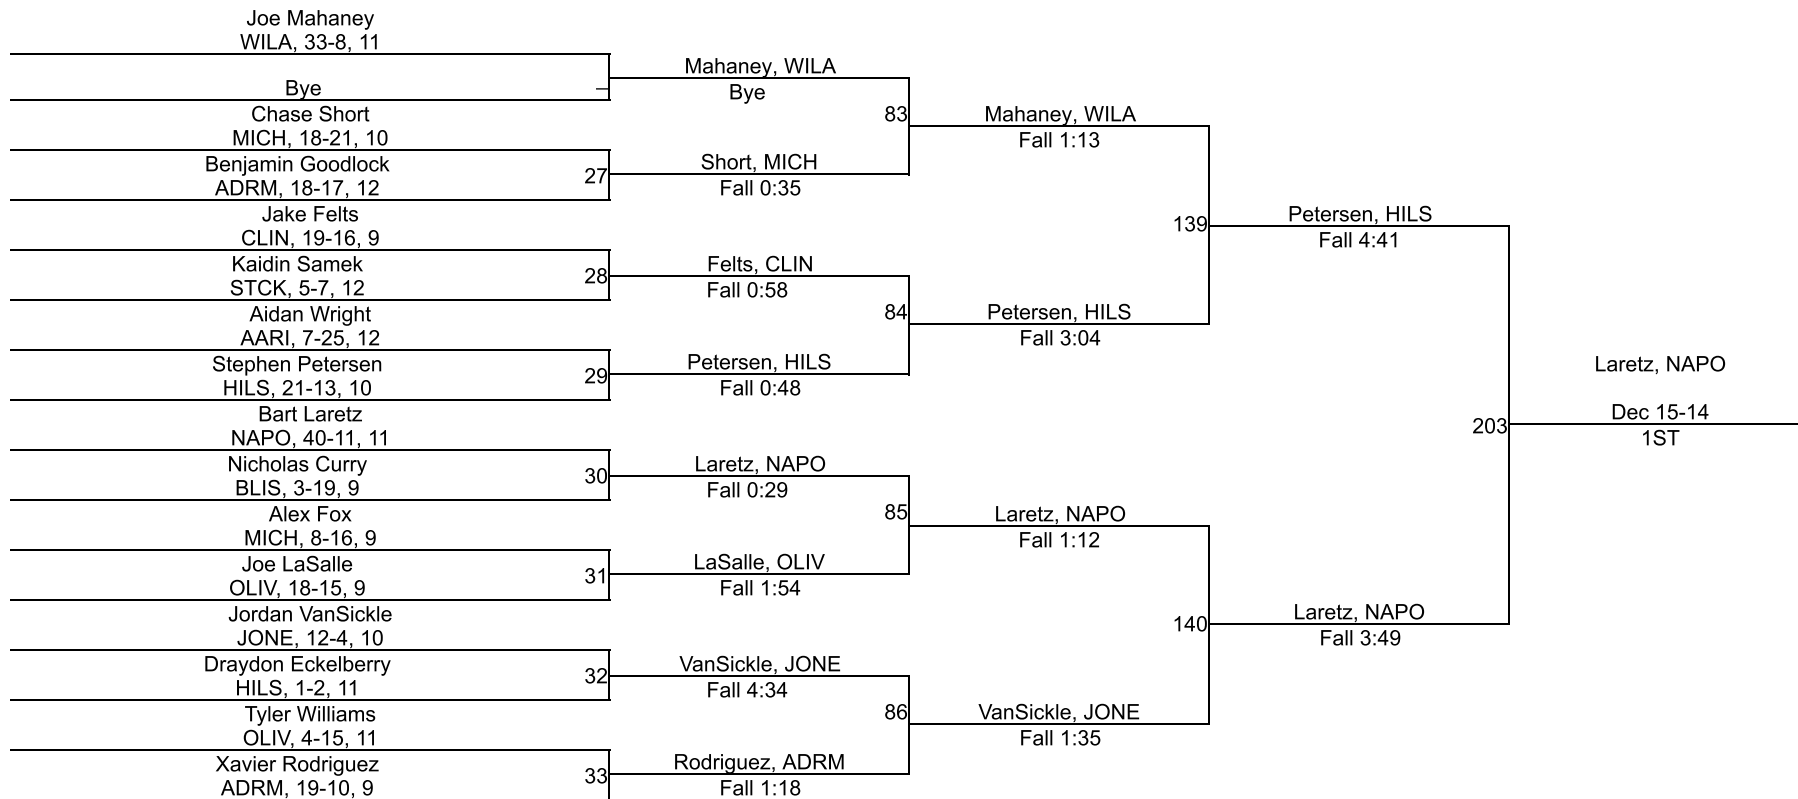 Joe Mahaney
WILA, 33-8, 11
Bye
Chase Short
MICH, 18-21, 10
Benjamin Goodlock
ADRM, 18-17, 12
Jake Felts
CLIN, 19-16, 9
Kaidin Samek
STCK, 5-7, 12
Aidan Wright
AARI, 7-25, 12
Stephen Petersen
HILS, 21-13, 10
Bart Laretz
NAPO, 40-11, 11
Nicholas Curry
BLIS, 3-19, 9
Alex Fox
MICH, 8-16, 9
Joe LaSalle
OLIV, 18-15, 9
Jordan VanSickle
JONE, 12-4, 10
Draydon Eckelberry
HILS, 1-2, 11
Tyler Williams
OLIV, 4-15, 11
Xavier Rodriguez
ADRM, 19-10, 9
27
28
29
30
31
32
33
Mahaney, WILA
Bye
Short, MICH
Fall 0:35
Felts, CLIN
Fall 0:58
Petersen, HILS
Fall 0:48
Laretz, NAPO
Fall 0:29
LaSalle, OLIV
Fall 1:54
VanSickle, JONE
Fall 4:34
Rodriguez, ADRM
Fall 1:18
83
84
85
86
Mahaney, WILA
Fall 1:13
Petersen, HILS
Fall 3:04
Laretz, NAPO
Fall 1:12
VanSickle, JONE
Fall 1:35
139
140
Petersen, HILS
Fall 4:41
Laretz, NAPO
Fall 3:49
203
Laretz, NAPO
Dec 15-14
1ST